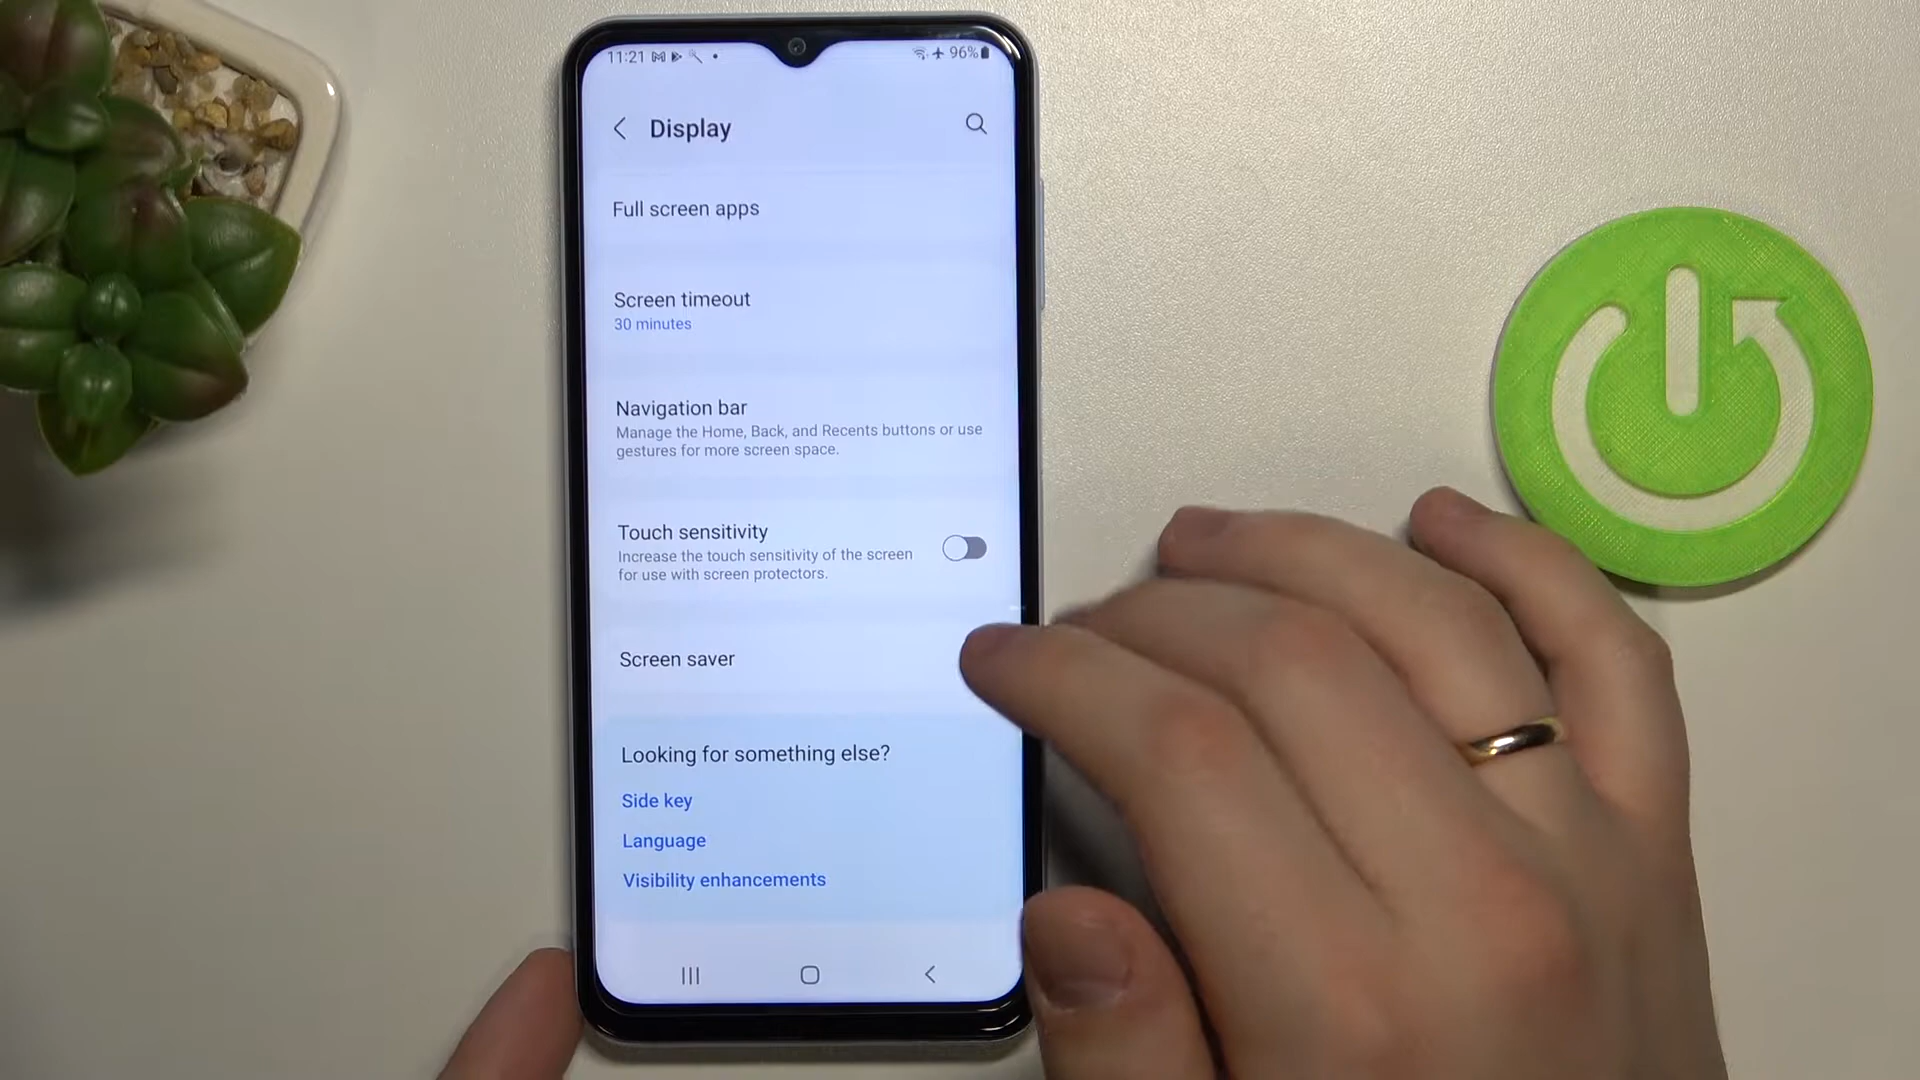 11:21
96%
Display
Full screen apps
Screen timeout
30 minutes
Navigation bar
Manage the Home, Back, and Recents buttons or use
gestures for more screen space.
Touch sensitivity
Increase the touch sensitivity of the screen
for use with screen protectors.
Screen saver
Looking for something else?
Side key
Language
Visibility enhancements